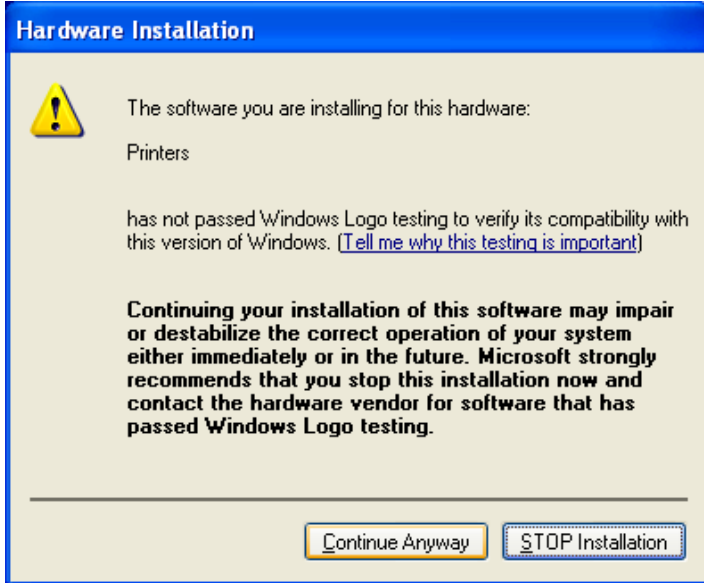 Hardware Installation
The software you are installing for this hardware:
Printers
has not passed Windows Logo testing to verify its compatibility with
this version of Windows. (Tell me why this testing is important)
Continuing your installation of this software may impair
or destabilize the correct operation of your system
either immediately or in the future. Microsoft strongly
recommends that you stop this installation now and
contact the hardware vendor for software that has
passed Windows Logo testing.
Continue Anyway
STOP Installation